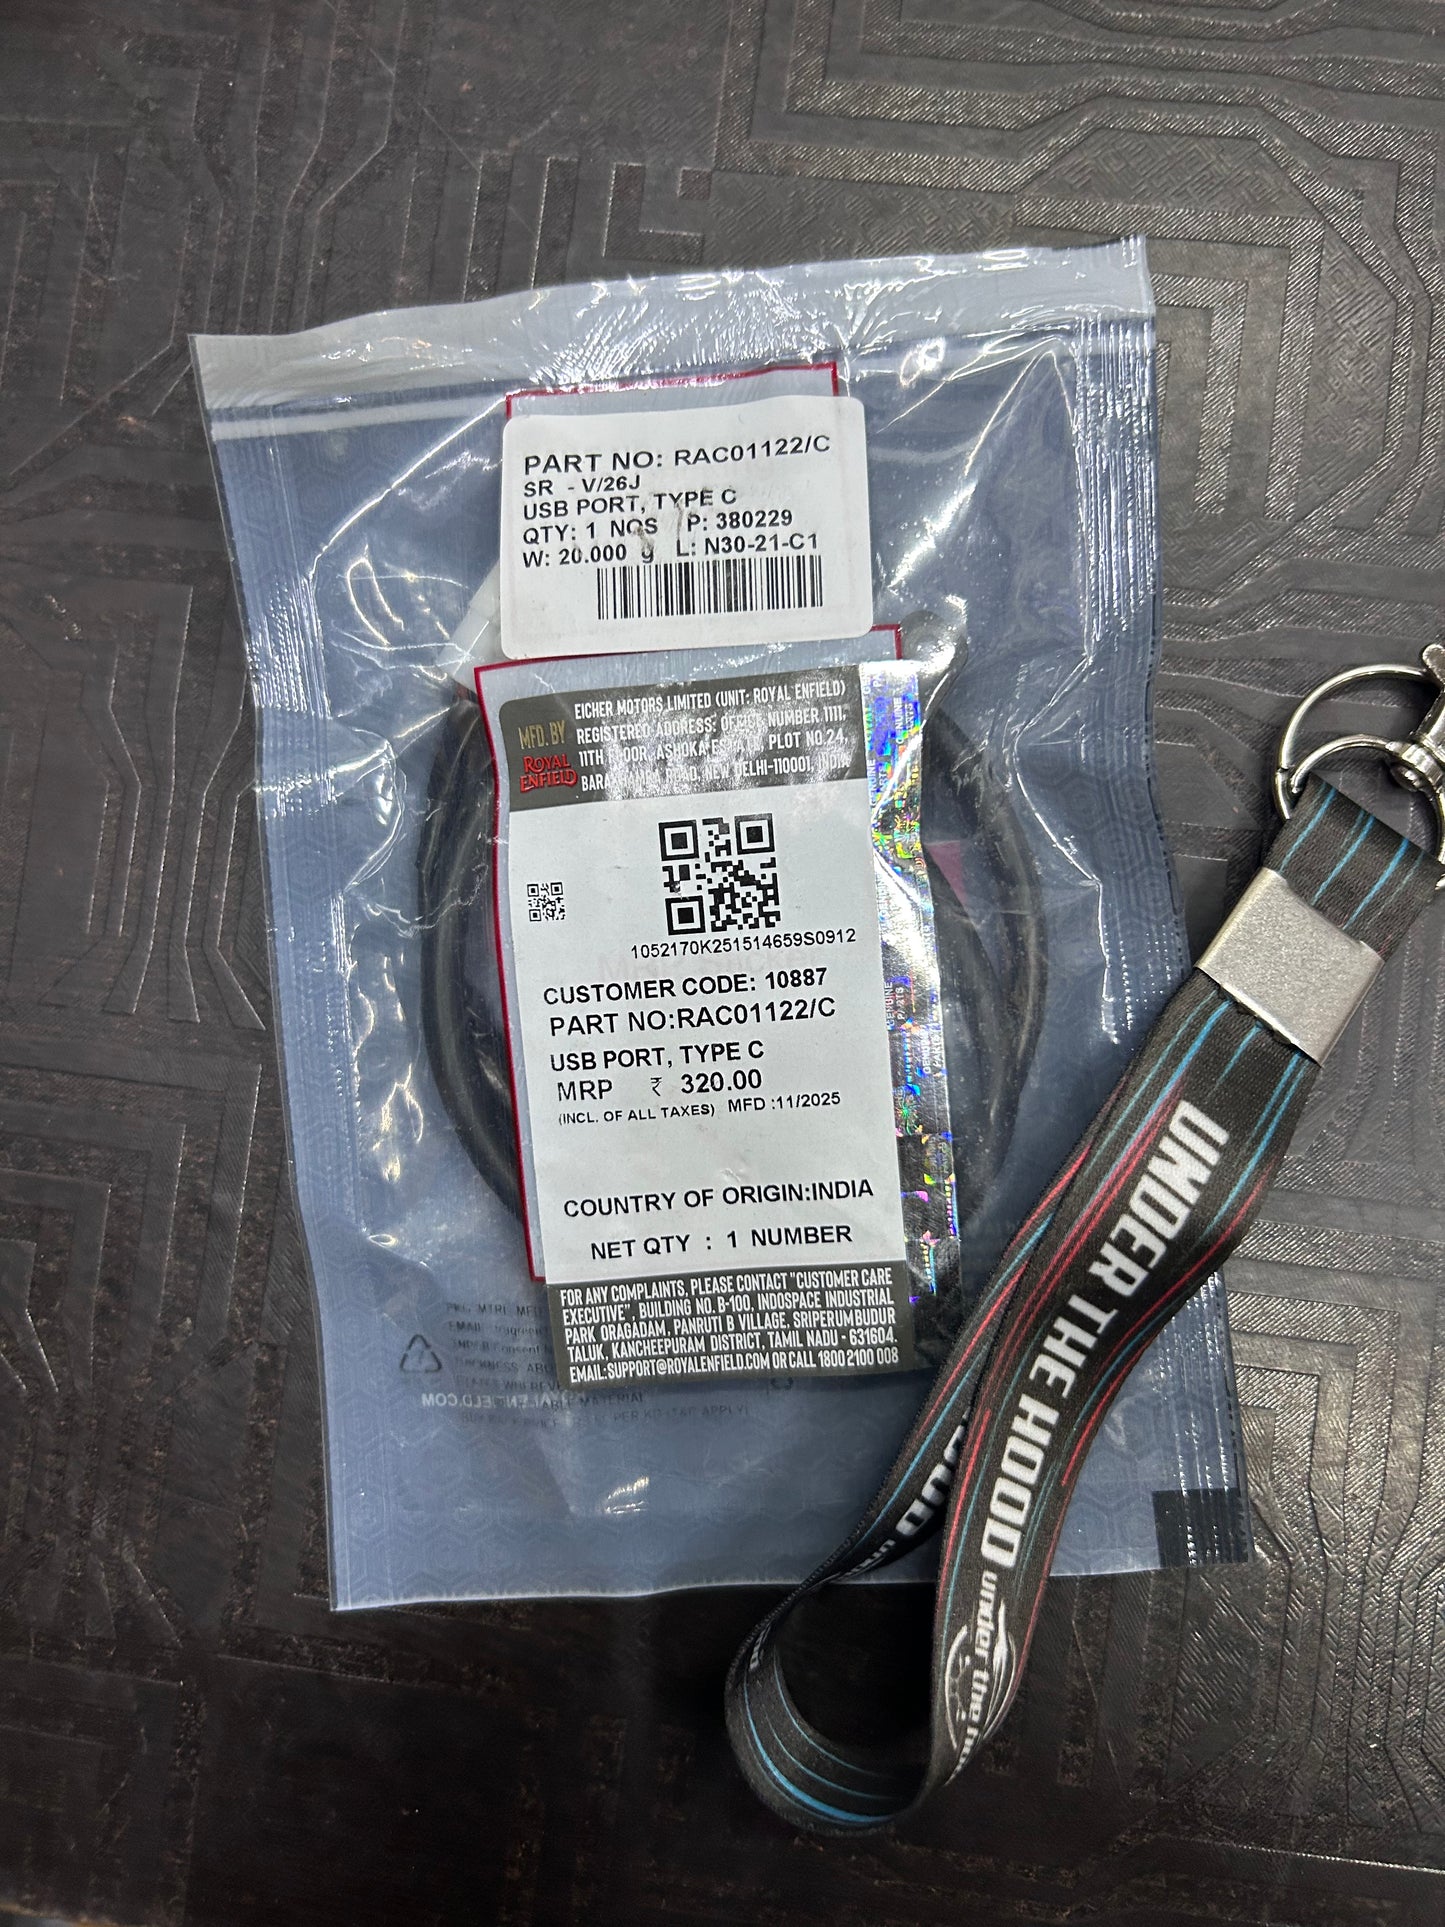 PART NO: RAC01122/C
SR - V/26J
USB PORT, TYPE C
QTY: 1 NOS P: 380229
W: 20.000 g L: N30-21-C1
MFD. BY
ROYAL
ENFIELD
EICHER MOTORS LIMITED (UNIT: ROYAL ENFIELD)
REGISTERED ADDRESS: OFFICE NUMBER 1111,
11TH FLOOR, ASHOKA ESTATE, PLOT NO.24,
ROAD, NEW DELHI-110001, INDIA
1052170K251514659S0912
CUSTOMER CODE: 10887
PART NO:RAC01122/C
USB PORT, TYPE C
MRP ₹ 320.00
(INCL. OF ALL TAXES) MFD :11/2025
COUNTRY OF ORIGIN:INDIA
NET QTY : 1 NUMBER
FOR ANY COMPLAINTS, PLEASE CONTACT "CUSTOMER CARE
EXECUTIVE", BUILDING NO. B-100, INDOSPACE INDUSTRIAL
PARK ORAGADAM, PANRUTI B VILLAGE, SRIPERUMBUDUR
TALUK, KANCHEEPURAM DISTRICT, TAMIL NADU - 631604.
EMAIL:SUPPORT@ROYALENFIELD.COM OR CALL 1800 2100 008
GENUINE
PARTS
UNDER THE HOOD
under the